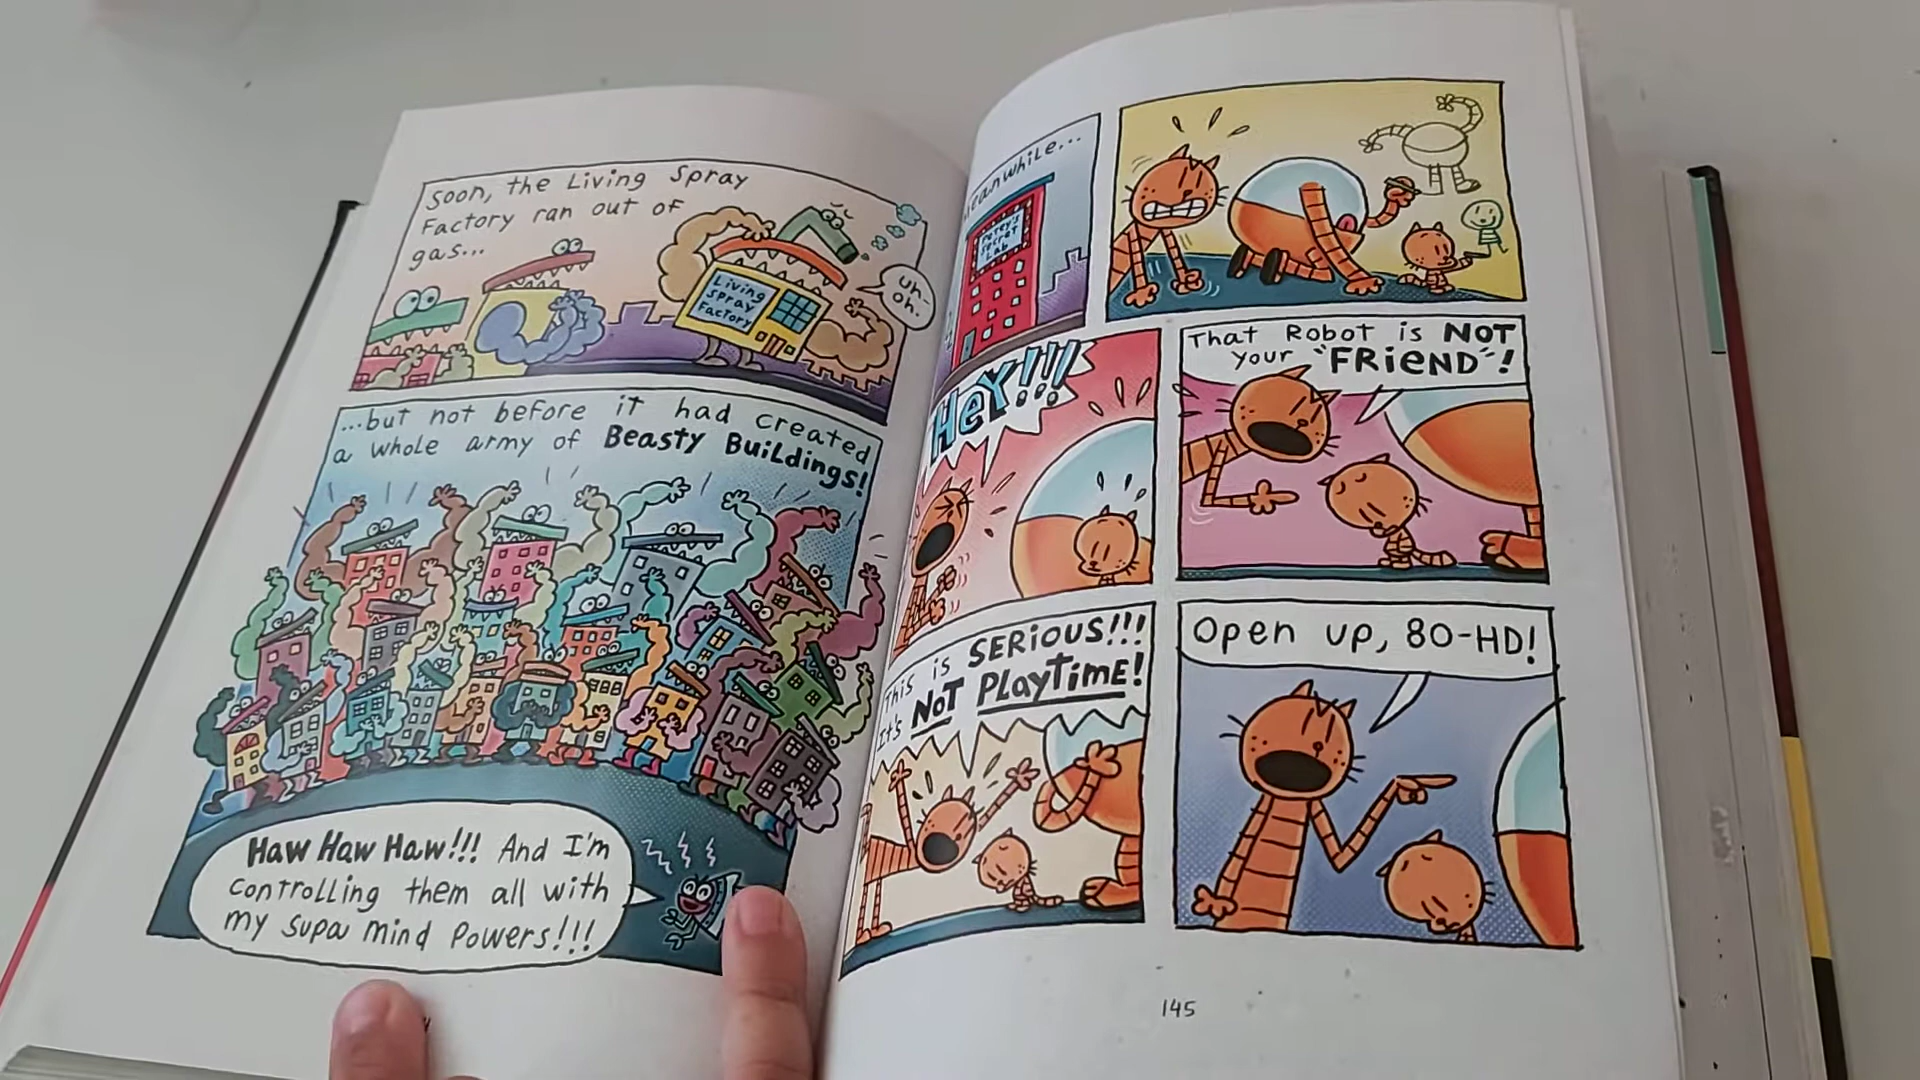 Soon, the Living Spray
Factory ran out of
gas...
Living
Spray
Factory
uh-
oh.
...but not before it had created
a whole army of Beasty Buildings!
Haw Haw Haw!!! And I'm
controlling them all with
my Supa Mind Powers!!!
Meanwhile...
Petey's
Secret
Lab
HeY!!!
That Robot is NOT
your "FRiEND"!
This is SERiOUS!!!
It's NOT PLAYTiME!
Open up, 80-HD!
145